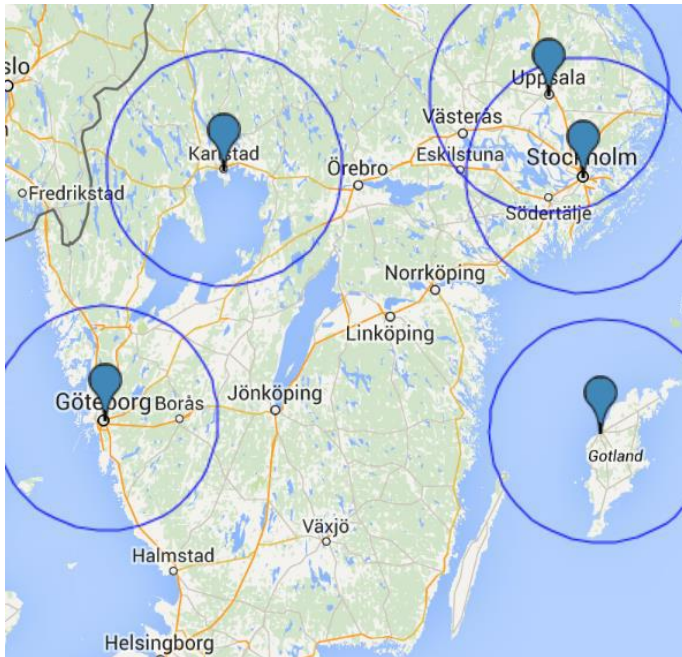 slo
Uppsala
Västerås
Karlstad
Örebro
Eskilstuna
Stockholm
Fredrikstad
Södertälje
Norrköping
Linköping
Göteborg
Borås
Jönköping
Gotland
Växjö
Halmstad
Helsingborg